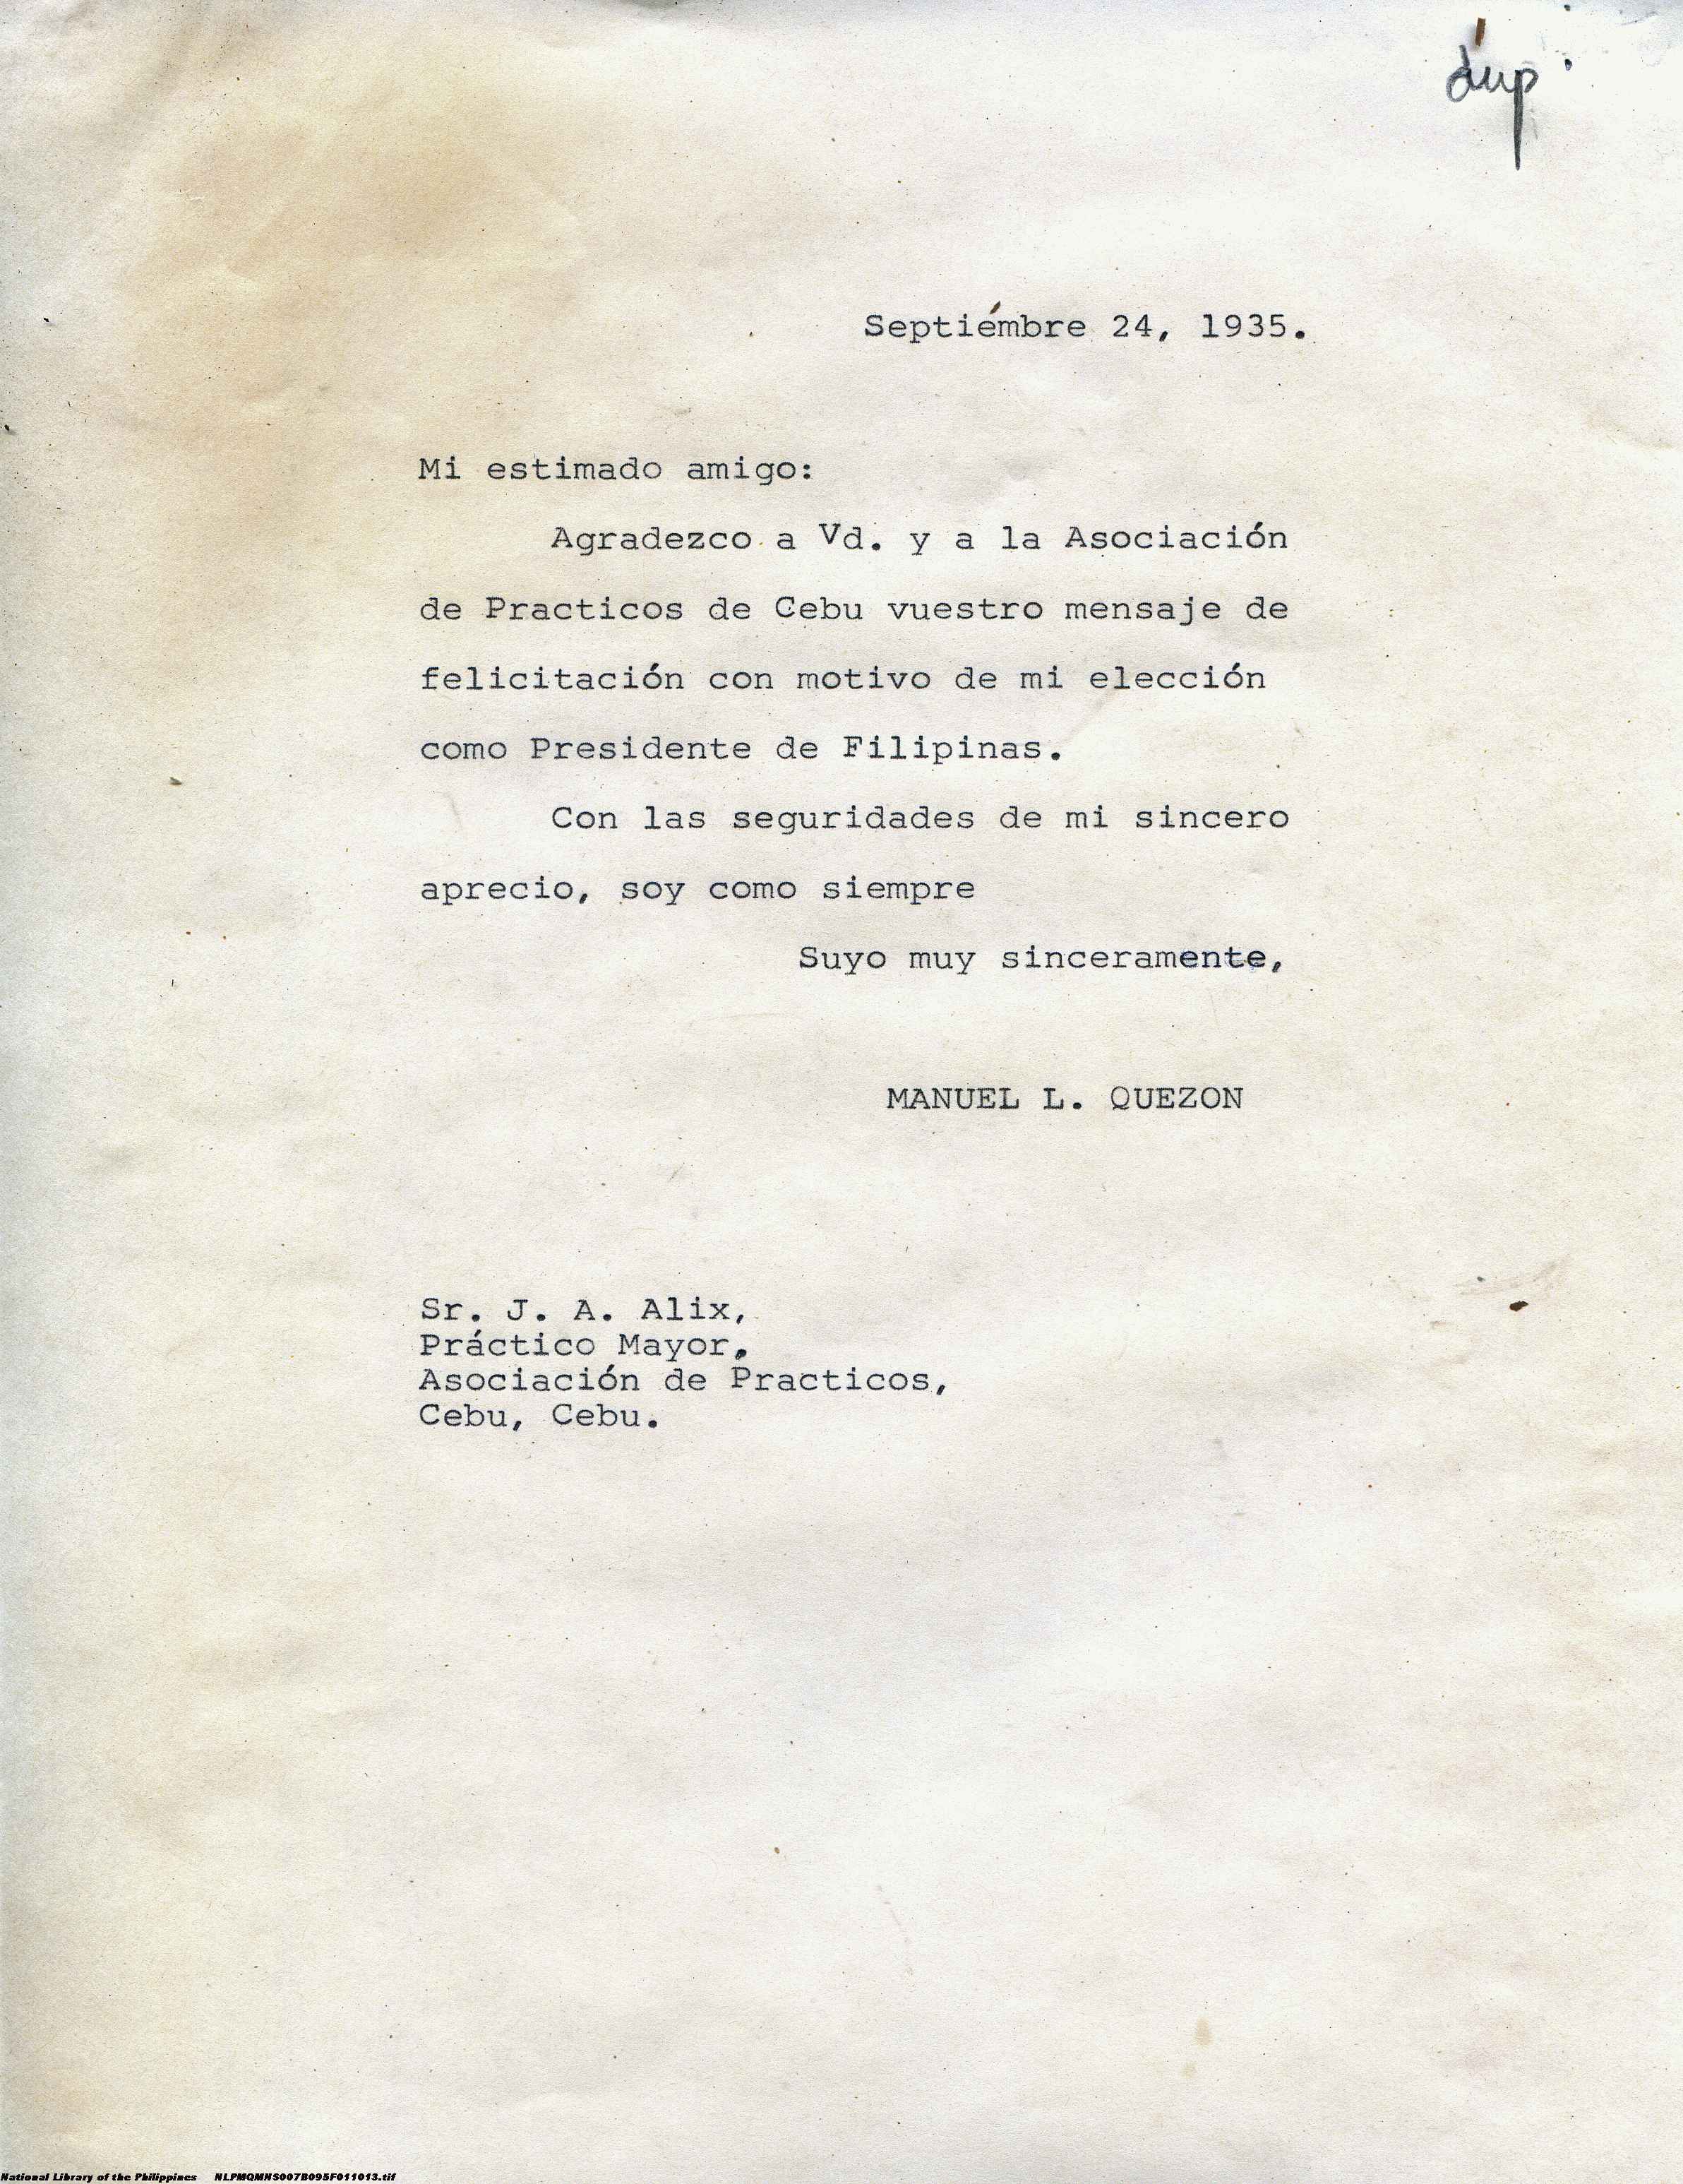 dup.
Septiembre 24, 1935.
Mi estimado amigo:
Agradezco a Vd. y a la Asociación
de Practicos de Cebu vuestro mensaje de
felicitación con motivo de mi elección
como Presidente de Filipinas.
Con las seguridades de mi sincero
aprecio, soy como siempre
Suyo muy sinceramente,
MANUEL L. QUEZON
Sr. J. A. Alix,
Práctico Mayor,
Asociación de Practicos,
Cebu, Cebu.
National Library of the Philippines NLPMQMNS007B095F011013.tif